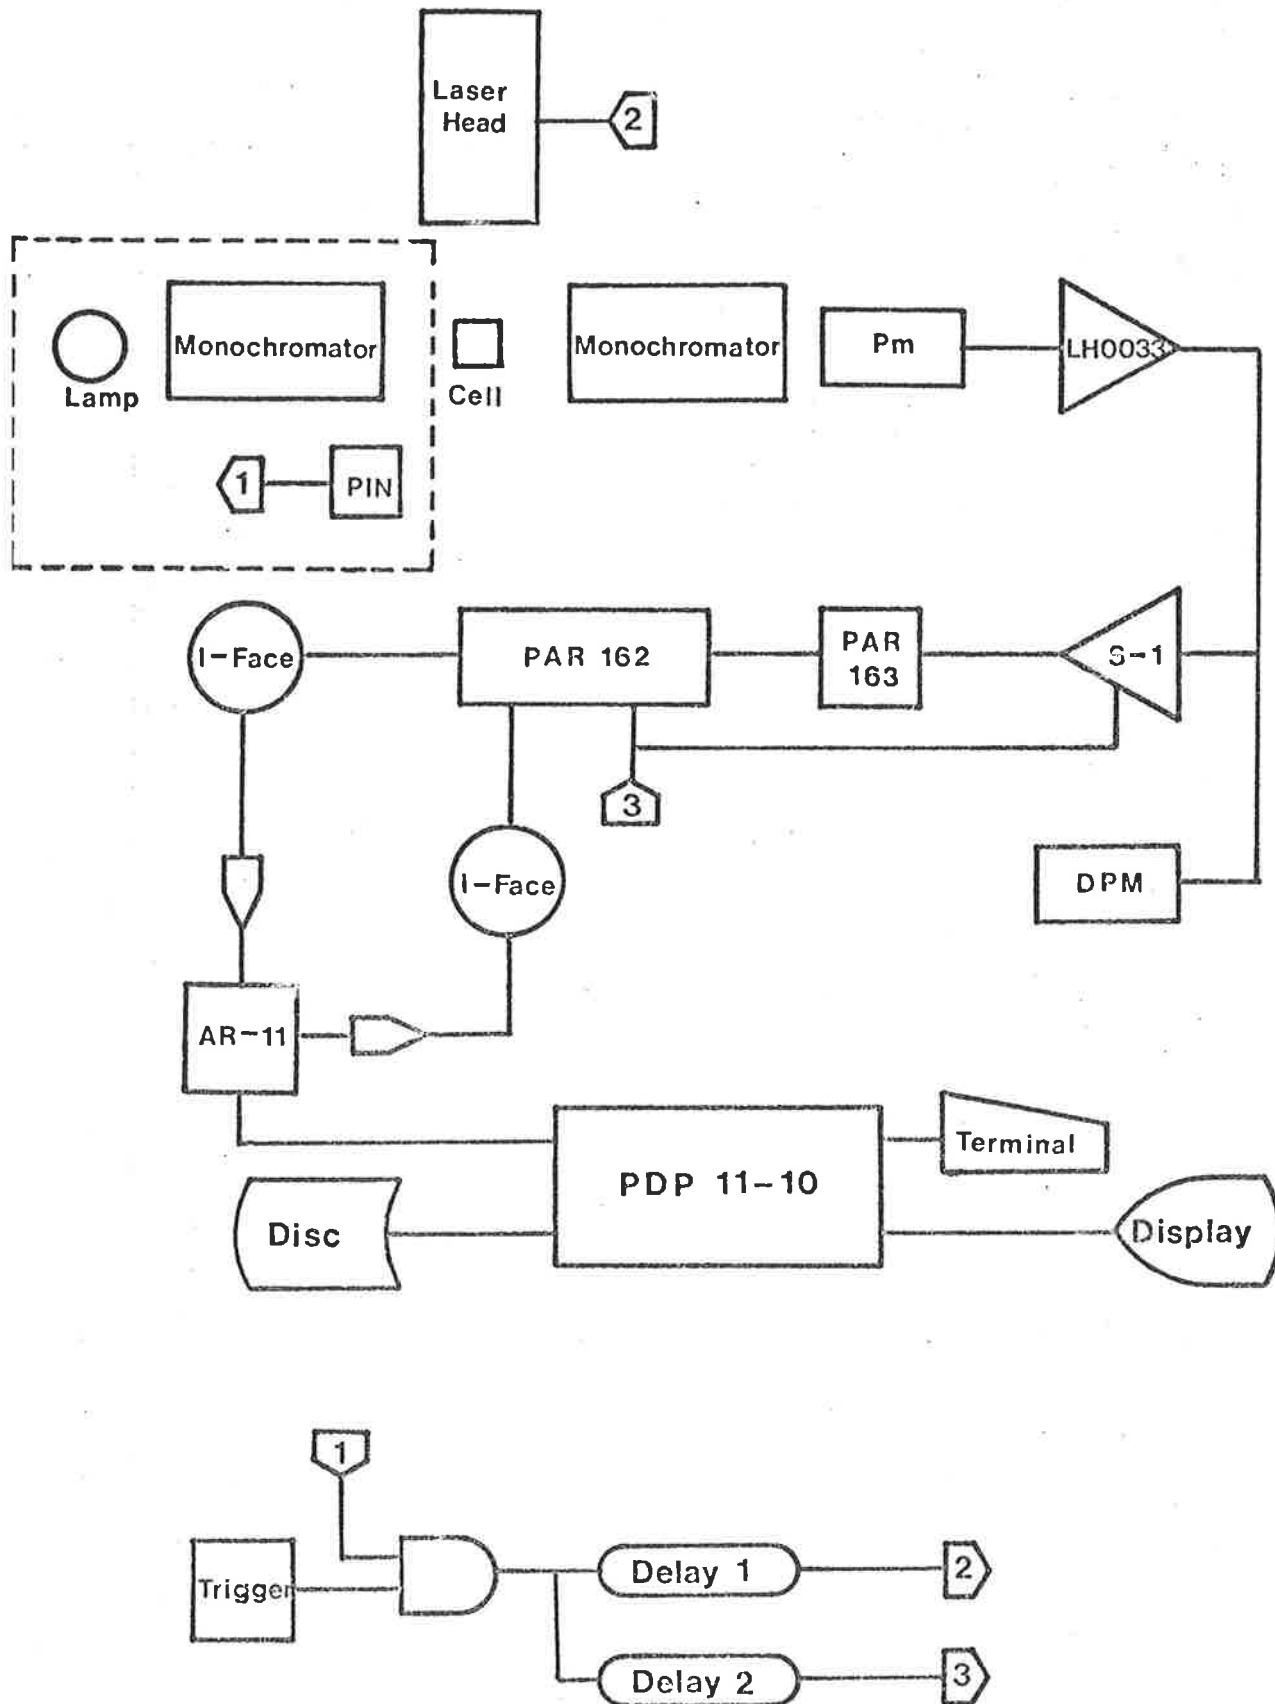 Laser
Head
2
Lamp
Monochromator
Cell
Monochromator
Pm
LH0033
1
PIN
I-Face
PAR 162
PAR
163
S-1
3
I-Face
DPM
AR-11
PDP 11-10
Terminal
Disc
Display
1
Trigger
Delay 1
2
Delay 2
3